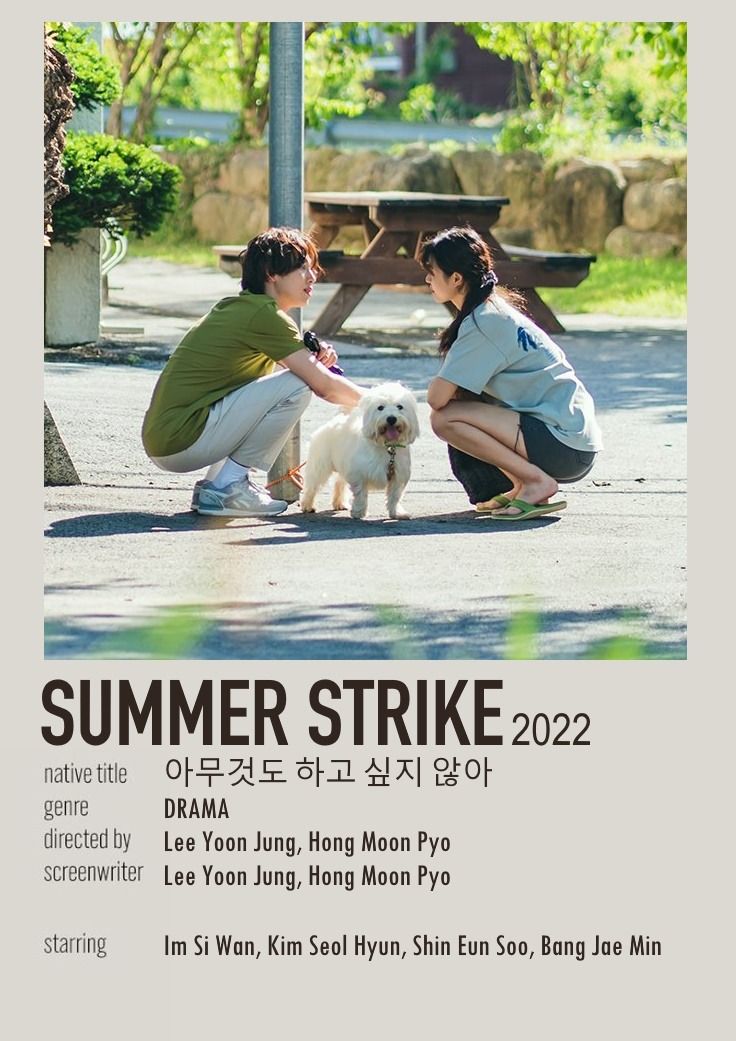 SUMMER STRIKE 2022
native title 아무것도 하고 싶지 않아
genre DRAMA
directed by Lee Yoon Jung, Hong Moon Pyo
screenwriter Lee Yoon Jung, Hong Moon Pyo
starring Im Si Wan, Kim Seol Hyun, Shin Eun Soo, Bang Jae Min